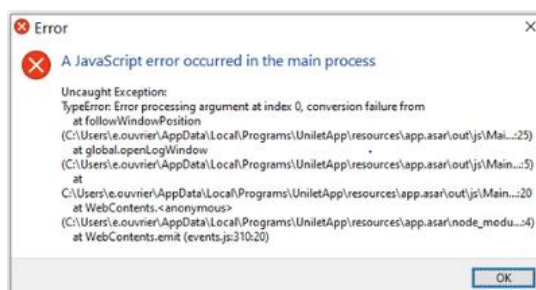 Error
A JavaScript error occurred in the main process
Uncaught Exception:
TypeError: Error processing argument at index 0, conversion failure from
at followWindowPosition
(C:\Users\e.ouvrier\AppData\Local\Programs\UniletApp\resources\app.asar\out\js\Mai...:25)
at global.openLogWindow
(C:\Users\e.ouvrier\AppData\Local\Programs\UniletApp\resources\app.asar\out\js\Main...:5)
at
C:\Users\e.ouvrier\AppData\Local\Programs\UniletApp\resources\app.asar\out\js\Main...:20
at WebContents.<anonymous>
(C:\Users\e.ouvrier\AppData\Local\Programs\UniletApp\resources\app.asar\node_modu...:4)
at WebContents.emit (events.js:310:20)
OK